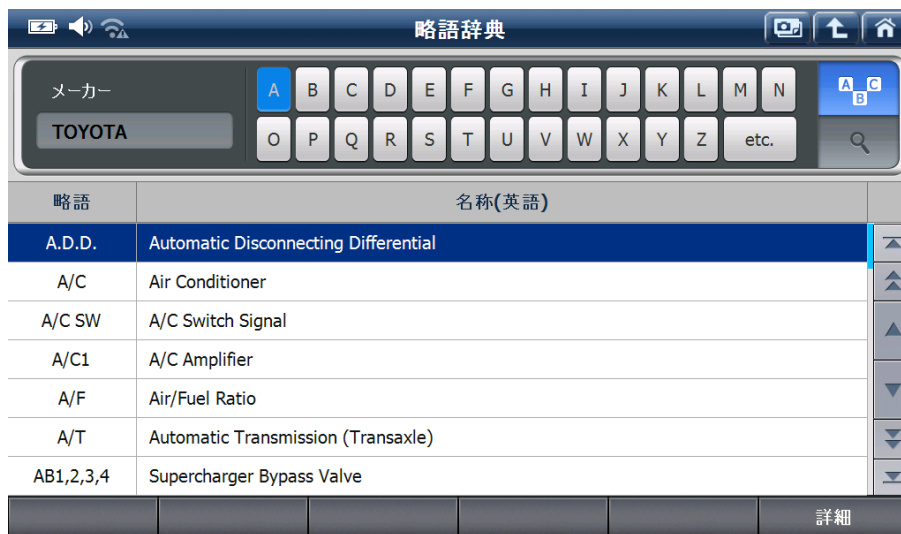 略語辞典
メーカー
TOYOTA
A B C D E F G H I J K L M N
O P Q R S T U V W X Y Z etc.
A C
B
略語 名称(英語)
A.D.D. Automatic Disconnecting Differential
A/C Air Conditioner
A/C SW A/C Switch Signal
A/C1 A/C Amplifier
A/F Air/Fuel Ratio
A/T Automatic Transmission (Transaxle)
AB1,2,3,4 Supercharger Bypass Valve
詳細